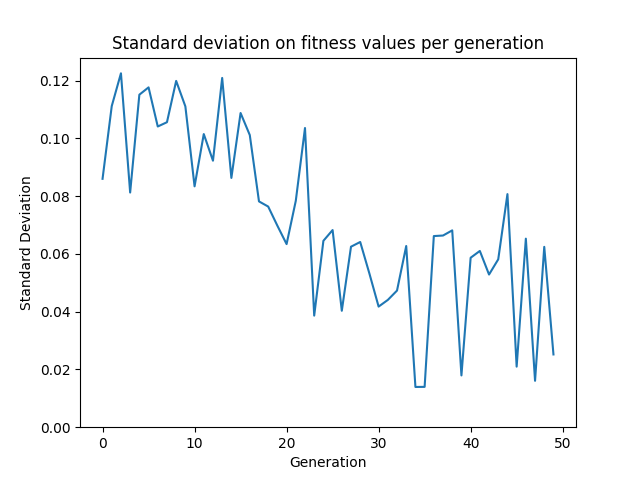 Standard deviation on fitness values per generation
0.12
0.10
0.08
0.06
0.04
0.02
0.00
Standard Deviation
0 10 20 30 40 50
Generation